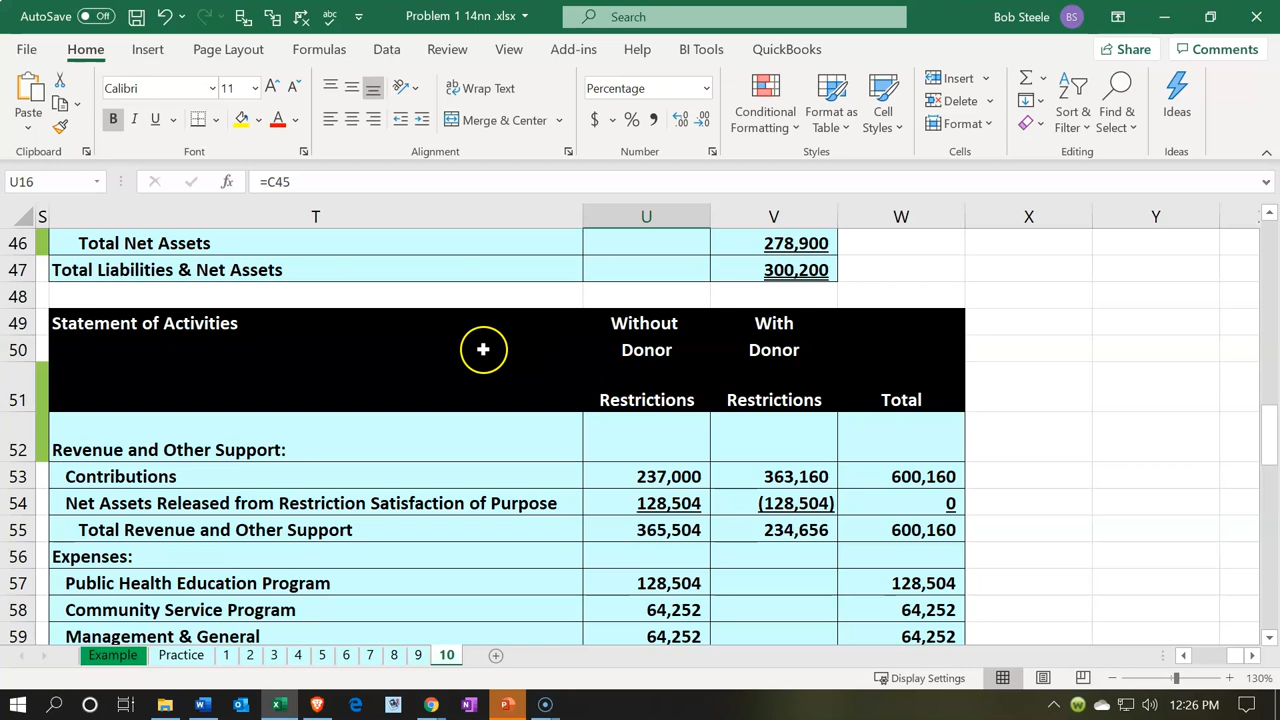 AutoSave Off Problem 1 14nn .xlsx Search Bob Steele BS
File Home Insert Page Layout Formulas Data Review View Add-ins Help BI Tools QuickBooks Share Comments
Paste Calibri 11 Wrap Text Percentage Conditional Formatting Format as Table Cell Styles Insert Sort & Filter Find & Select Ideas
B I U Merge & Center $ % Delete
Format
Clipboard Font Alignment Number Styles Cells Editing Ideas
U16 fx =C45
S T U V W X Y
46 Total Net Assets 278,900
47 Total Liabilities & Net Assets 300,200
48
49 Statement of Activities Without With
50 Donor Donor
51 Restrictions Restrictions Total
52 Revenue and Other Support:
53 Contributions 237,000 363,160 600,160
54 Net Assets Released from Restriction Satisfaction of Purpose 128,504 (128,504) 0
55 Total Revenue and Other Support 365,504 234,656 600,160
56 Expenses:
57 Public Health Education Program 128,504 128,504
58 Community Service Program 64,252 64,252
59 Management & General 64,252 64,252
Example Practice 1 2 3 4 5 6 7 8 9 10
Display Settings 130%
12:26 PM